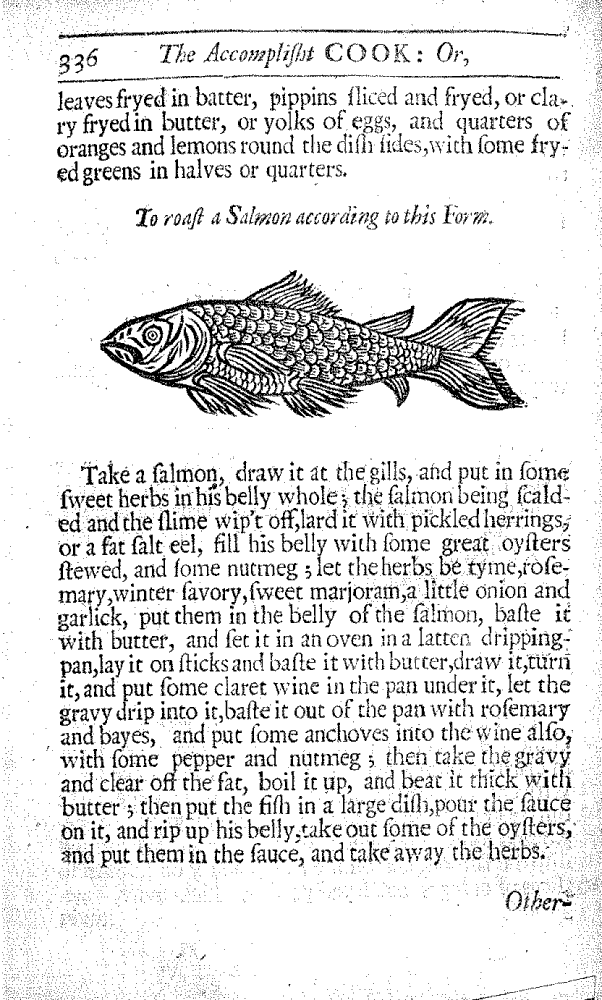 336 The Accompliſht COOK: Or,
leaves fryed in batter, pippins ſliced and fryed, or cla-
ry fryed in butter, or yolks of eggs, and quarters of
oranges and lemons round the diſh ſides, with ſome fry-
ed greens in halves or quarters.
To roaſt a Salmon according to this Form.
Take a ſalmon, draw it at the gills, and put in ſome
ſweet herbs in his belly whole; the ſalmon being ſcald-
ed and the ſlime wip't off, lard it with pickled herrings,
or a fat ſalt eel, fill his belly with ſome great oyſters
ſtewed, and ſome nutmeg; let the herbs be tyme, roſe-
mary, winter ſavory, ſweet marjoram, a little onion and
garlick, put them in the belly of the ſalmon, baſte it
with butter, and ſet it in an oven in a latten dripping-
pan, lay it on ſticks and baſte it with butter, draw it, turn
it, and put ſome claret wine in the pan under it, let the
gravy drip into it, baſte it out of the pan with roſemary
and bayes, and put ſome anchoves into the wine alſo,
with ſome pepper and nutmeg; then take the gravy
and clear off the fat, boil it up, and beat it thick with
butter; then put the fiſh in a large diſh, pour the ſauce
on it, and rip up his belly, take out ſome of the oyſters,
and put them in the ſauce, and take away the herbs.
Other-